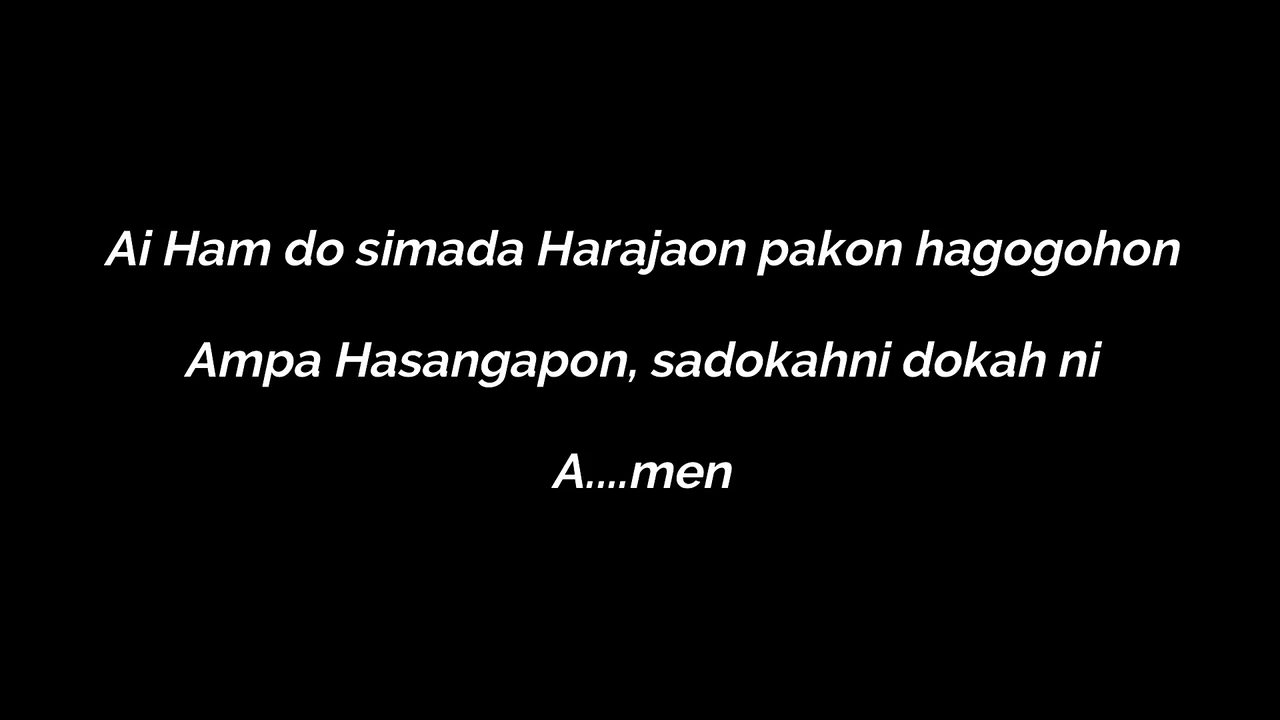 Ai Ham do simada Harajaon pakon hagogohon
Ampa Hasangapon, sadokahni dokah ni
A....men